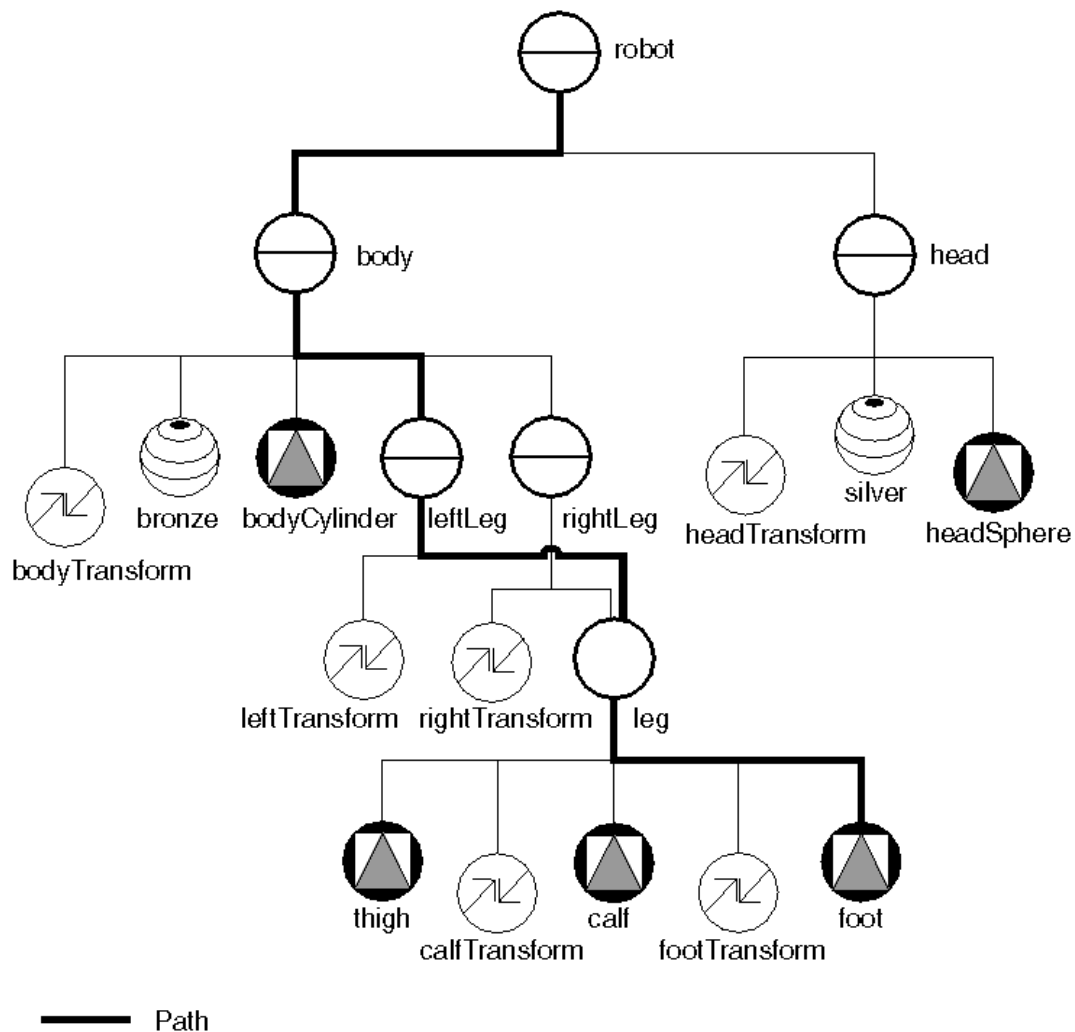 robot
body
head
bronze
bodyCylinder
leftLeg
rightLeg
bodyTransform
headTransform
silver
headSphere
leftTransform
rightTransform
leg
thigh
calfTransform
calf
footTransform
foot
Path